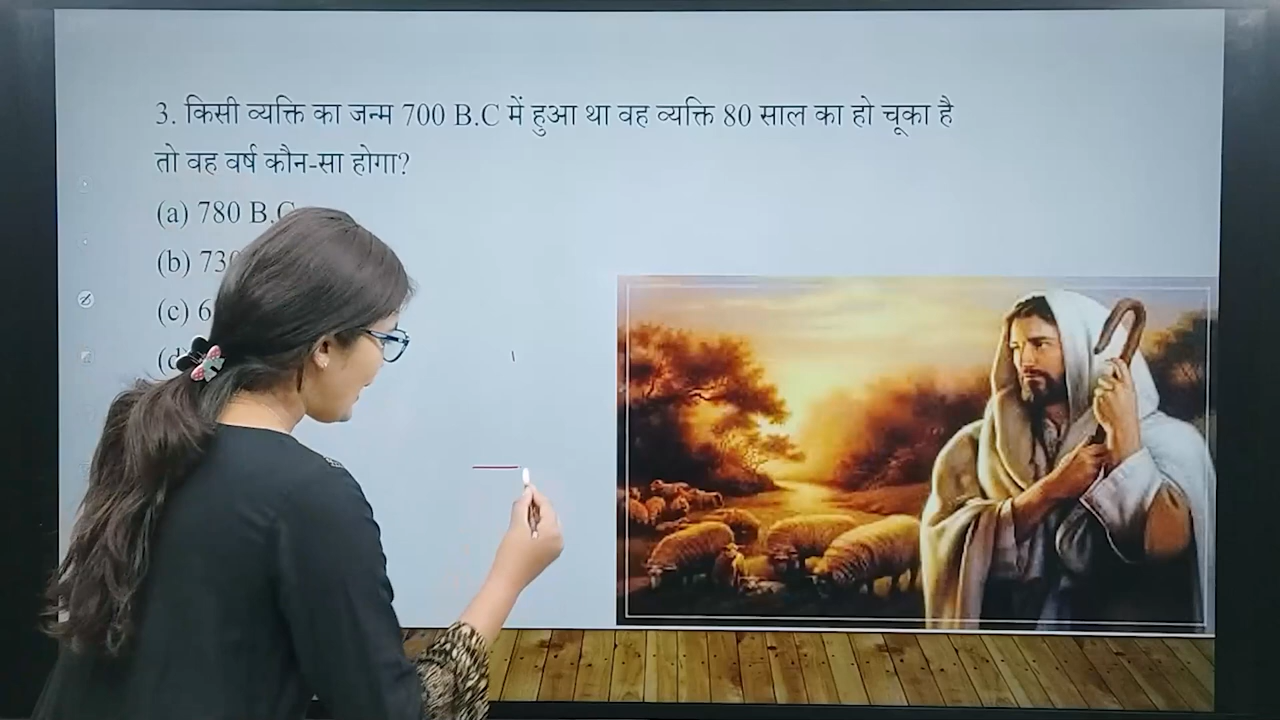 3. किसी व्यक्ति का जन्म 700 B.C में हुआ था वह व्यक्ति 80 साल का हो चूका है
तो वह वर्ष कौन-सा होगा?
(a) 780 B.C
(b) 73
(c) 6
(d